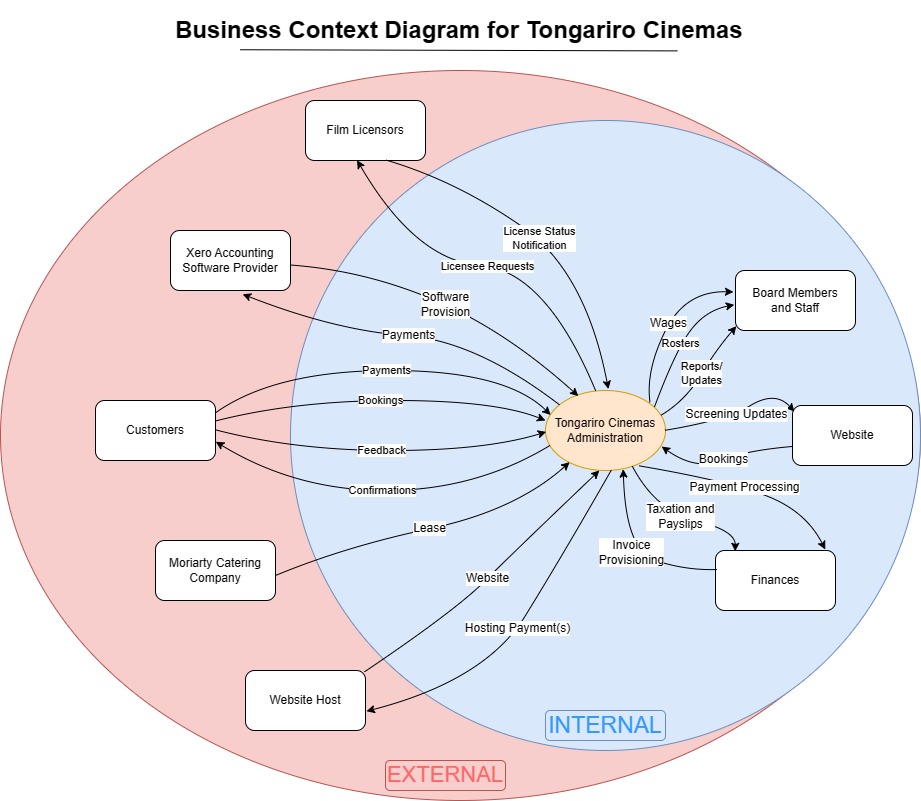 Business Context Diagram for Tongariro Cinemas
Film Licensors
License Status
Notification
Xero Accounting
Software Provider
Licensee Requests
Software
Provision
Payments
Board Members
and Staff
Wages
Rosters
Reports/
Updates
Payments
Bookings
Customers
Feedback
Confirmations
Tongariro Cinemas
Administration
Screening Updates
Website
Bookings
Payment Processing
Taxation and
Payslips
Invoice
Provisioning
Finances
Lease
Moriarty Catering
Company
Website
Hosting Payment(s)
Website Host
INTERNAL
EXTERNAL